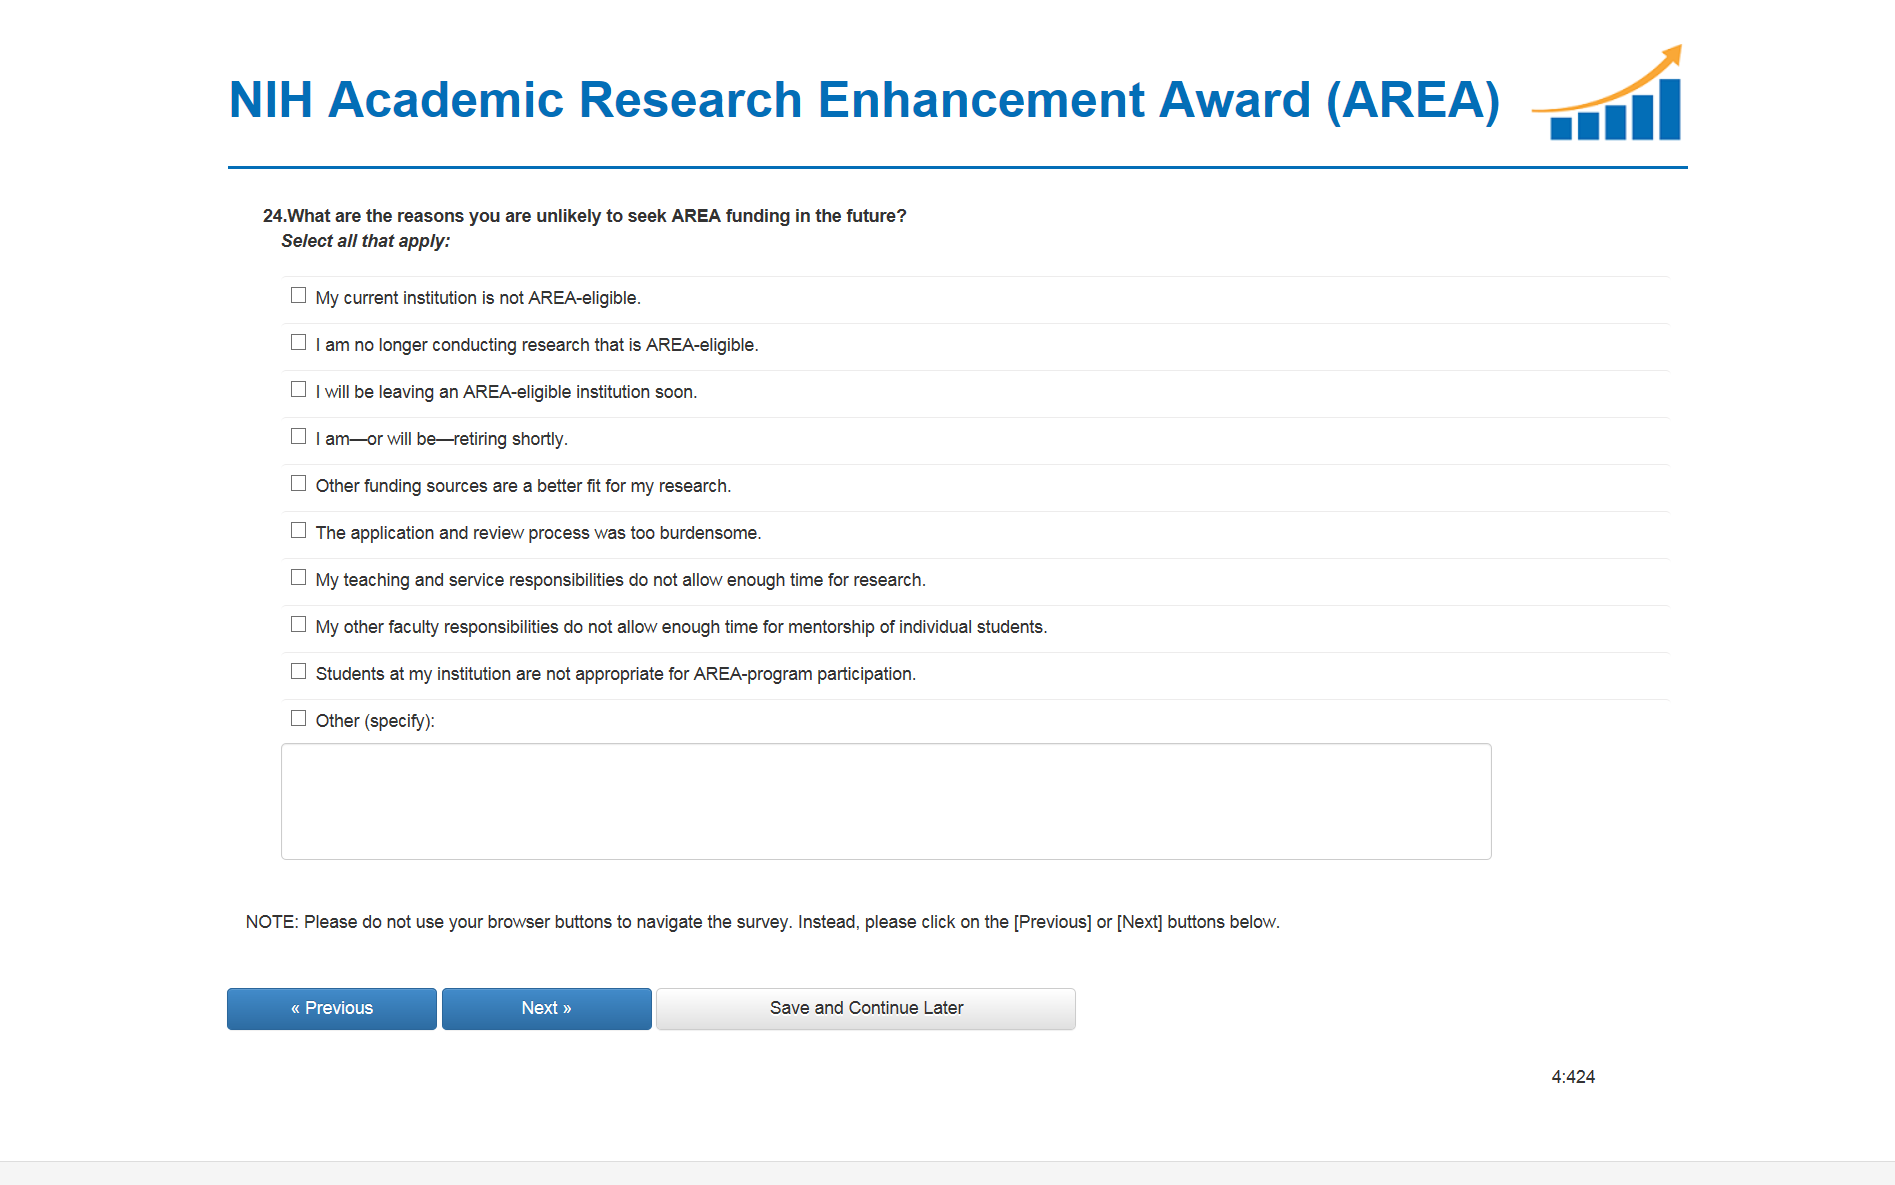 NIH Academic Research Enhancement Award (AREA)
24.What are the reasons you are unlikely to seek AREA funding in the future?
Select all that apply:
My current institution is not AREA-eligible.
I am no longer conducting research that is AREA-eligible.
I will be leaving an AREA-eligible institution soon.
I am—or will be—retiring shortly.
Other funding sources are a better fit for my research.
The application and review process was too burdensome.
My teaching and service responsibilities do not allow enough time for research.
My other faculty responsibilities do not allow enough time for mentorship of individual students.
Students at my institution are not appropriate for AREA-program participation.
Other (specify):
NOTE: Please do not use your browser buttons to navigate the survey. Instead, please click on the [Previous] or [Next] buttons below.
« Previous Next » Save and Continue Later
4:424